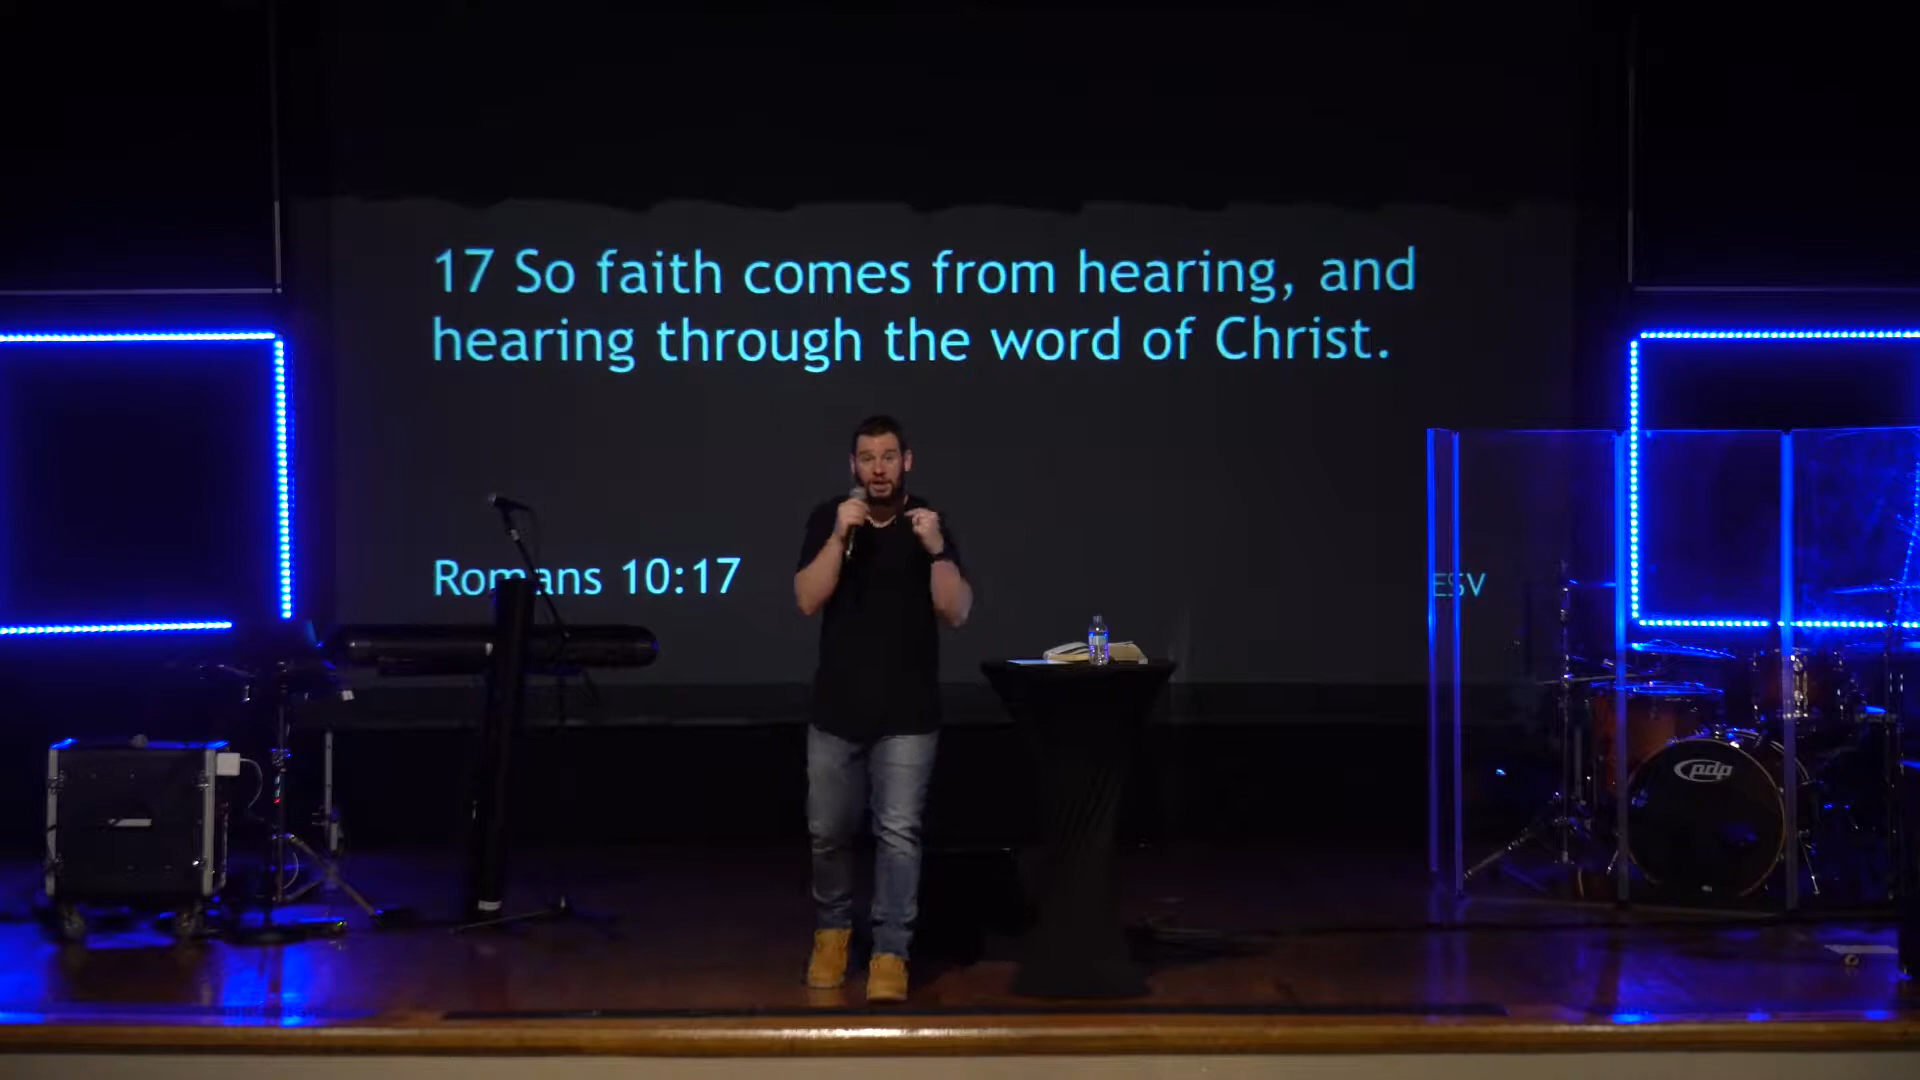 17 So faith comes from hearing, and
hearing through the word of Christ.
Romans 10:17
ESV
pdp